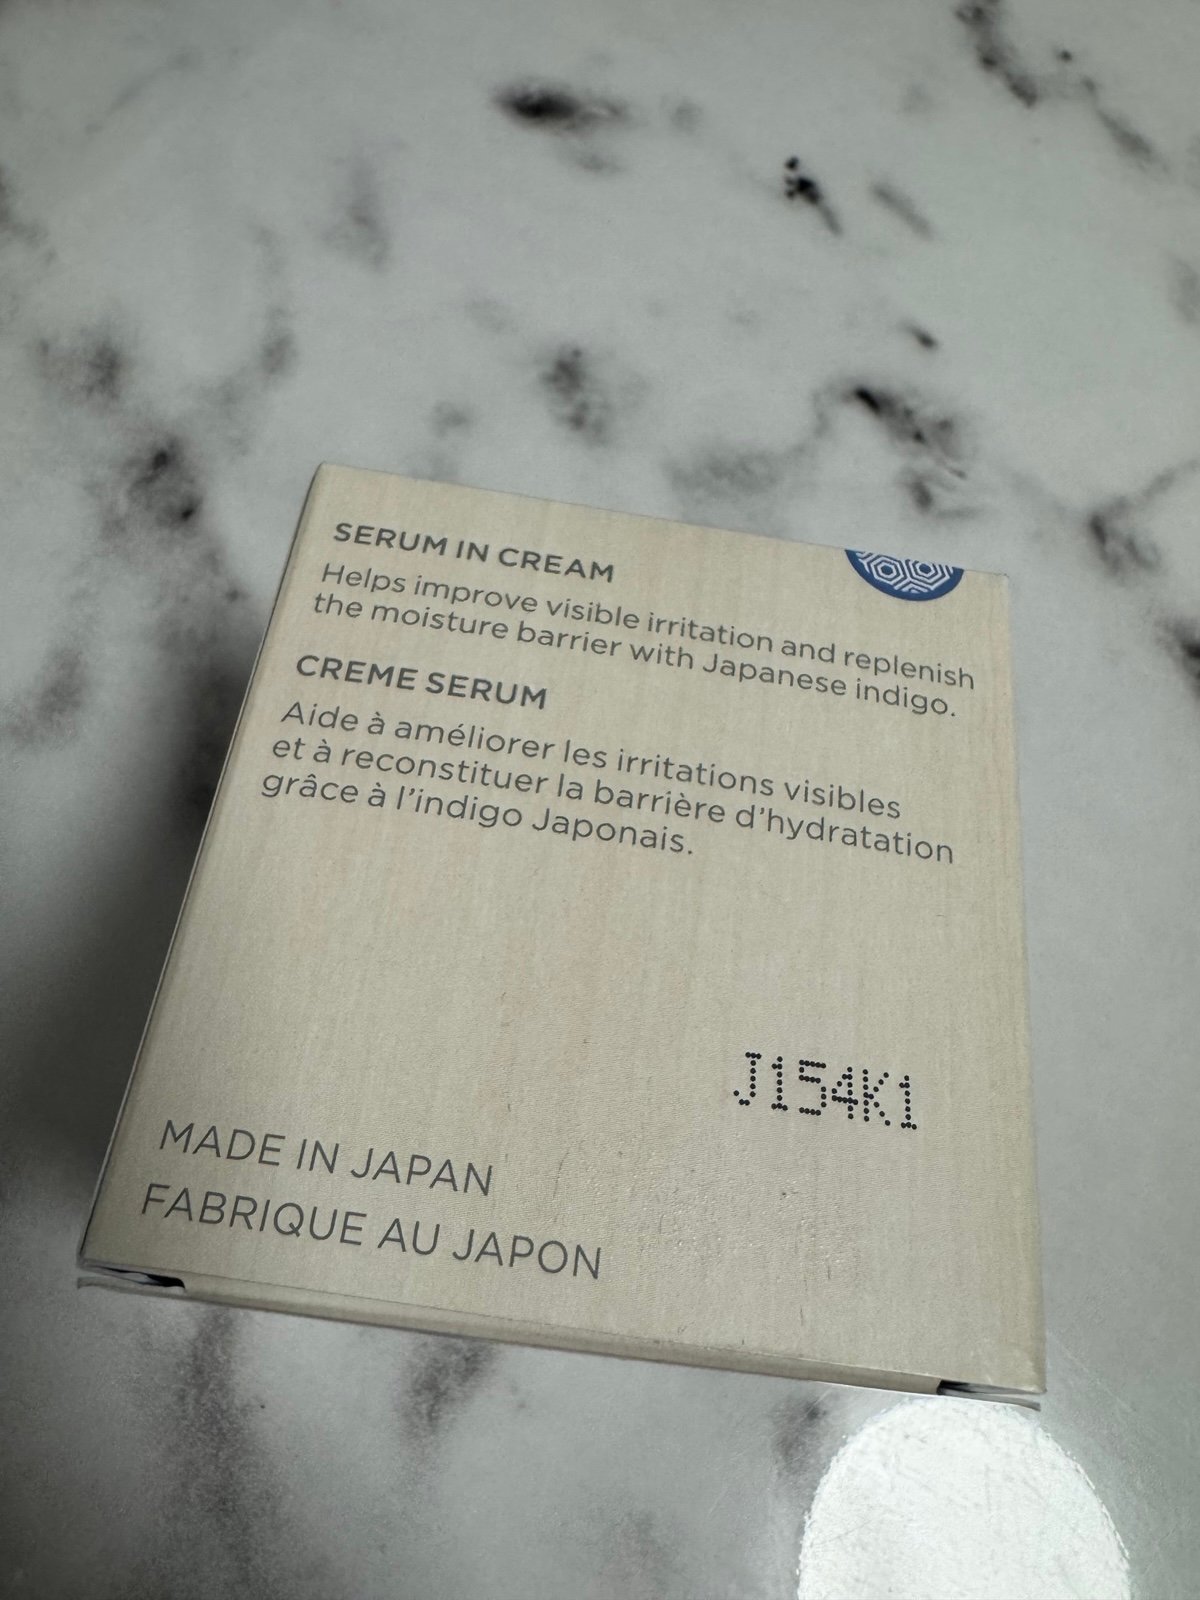 SERUM IN CREAM
Helps improve visible irritation and replenish
the moisture barrier with Japanese indigo.
CREME SERUM
Aide à améliorer les irritations visibles
et à reconstituer la barrière d'hydratation
grâce à l'indigo Japonais.
J154K1
MADE IN JAPAN
FABRIQUE AU JAPON